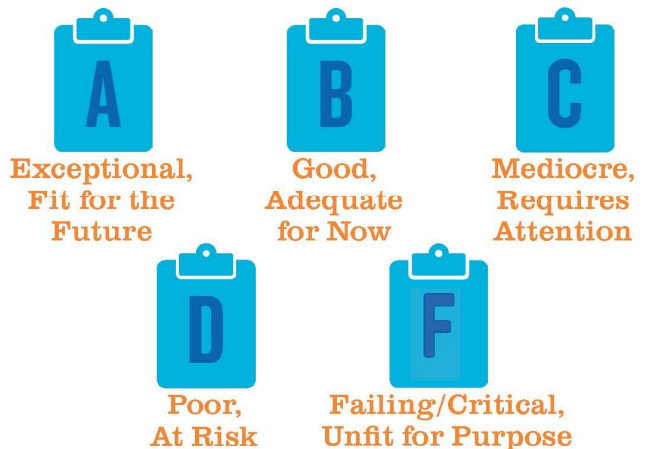 A
B
C
Exceptional,
Fit for the
Future
Good,
Adequate
for Now
Mediocre,
Requires
Attention
D
F
Poor,
At Risk
Failing/Critical,
Unfit for Purpose